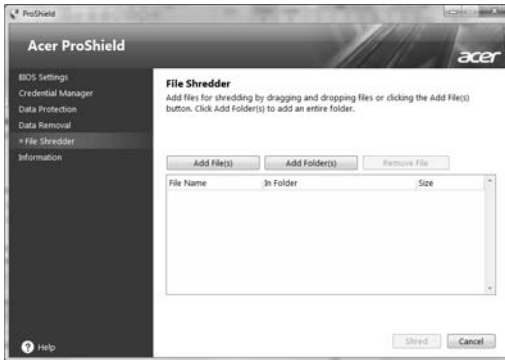 ProShield
Acer ProShield
acer
BIOS Settings
Credential Manager
Data Protection
Data Removal
File Shredder
Information
Help
File Shredder
Add files for shredding by dragging and dropping files or clicking the Add File(s)
button. Click Add Folder(s) to add an entire folder.
Add File(s) Add Folder(s) Remove File
File Name In Folder Size
Shred Cancel